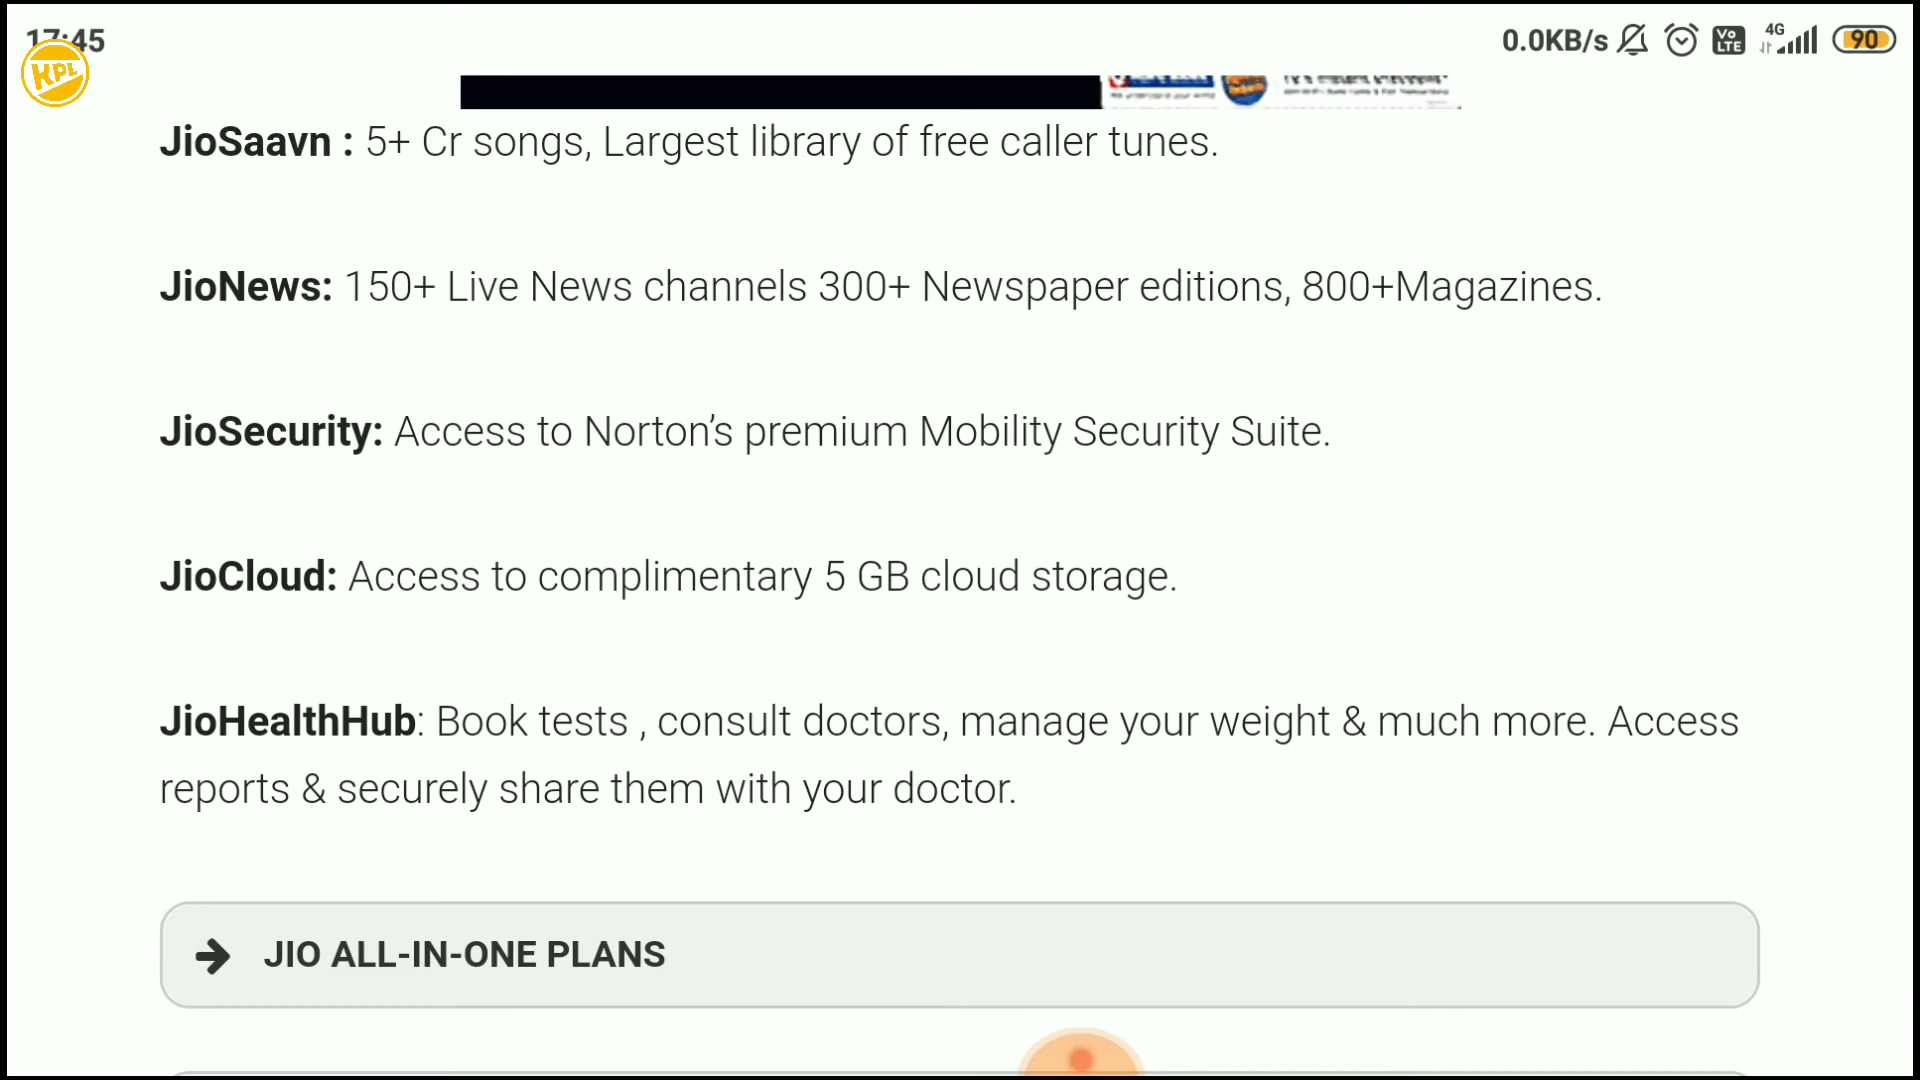 17:45
0.0KB/s
Vo
LTE
4G
90
KPL
JioSaavn : 5+ Cr songs, Largest library of free caller tunes.
JioNews: 150+ Live News channels 300+ Newspaper editions, 800+Magazines.
JioSecurity: Access to Norton’s premium Mobility Security Suite.
JioCloud: Access to complimentary 5 GB cloud storage.
JioHealthHub: Book tests , consult doctors, manage your weight & much more. Access
reports & securely share them with your doctor.
JIO ALL-IN-ONE PLANS